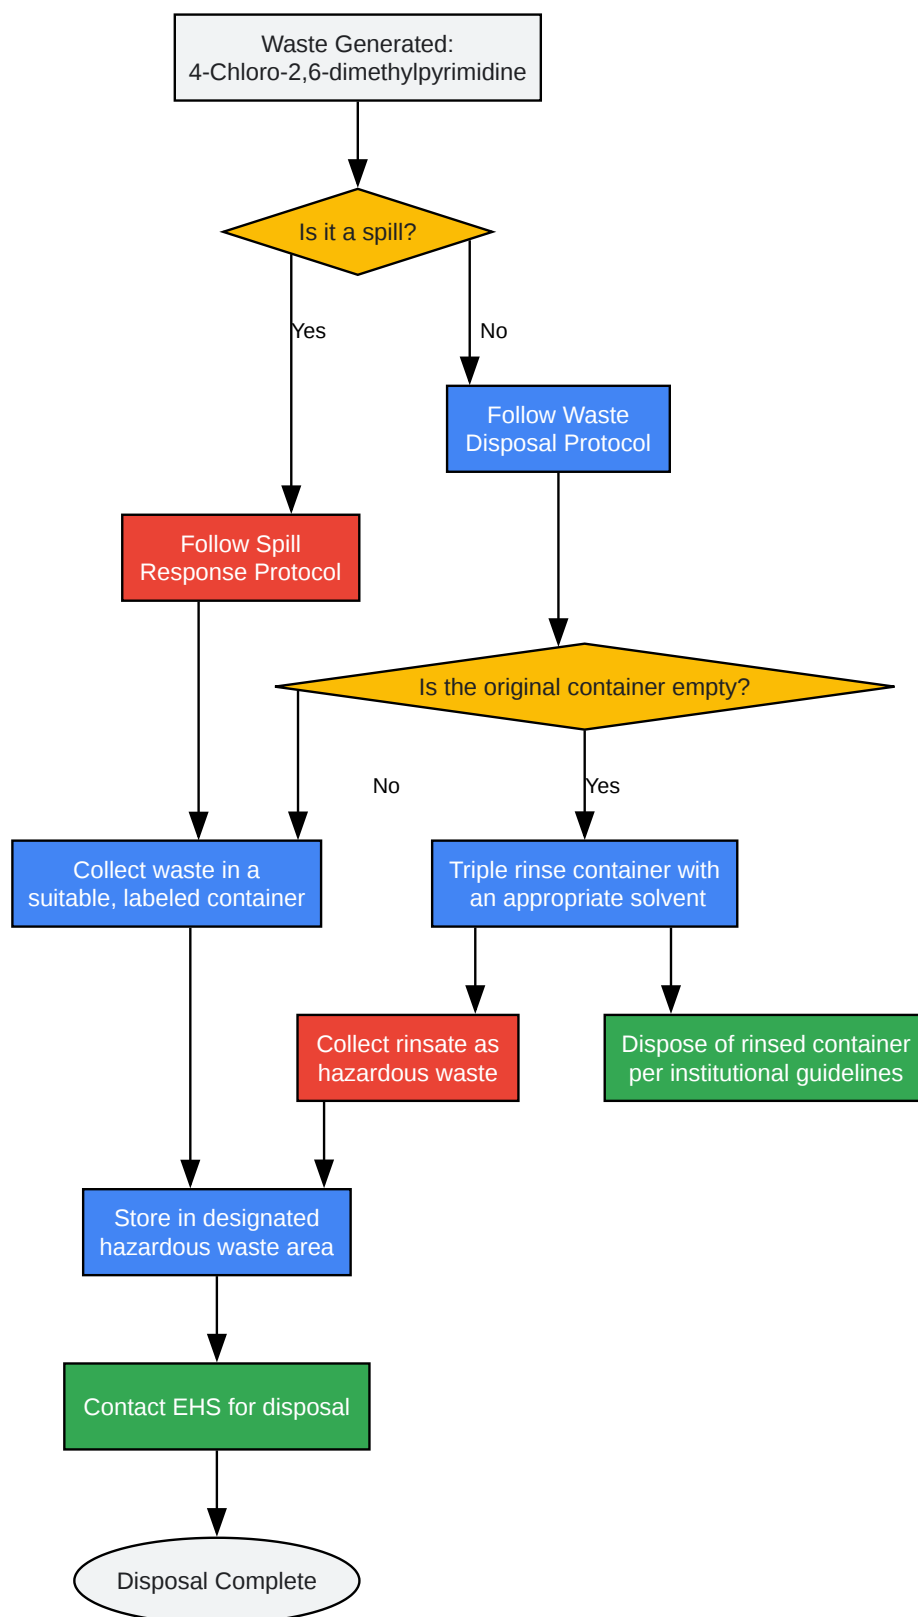 Waste Generated:
4-Chloro-2,6-dimethylpyrimidine
Is it a spill?
Yes
No
Follow Waste
Disposal Protocol
Follow Spill
Response Protocol
Is the original container empty?
No
Yes
Collect waste in a
suitable, labeled container
Triple rinse container with
an appropriate solvent
Collect rinsate as
hazardous waste
Dispose of rinsed container
per institutional guidelines
Store in designated
hazardous waste area
Contact EHS for disposal
Disposal Complete